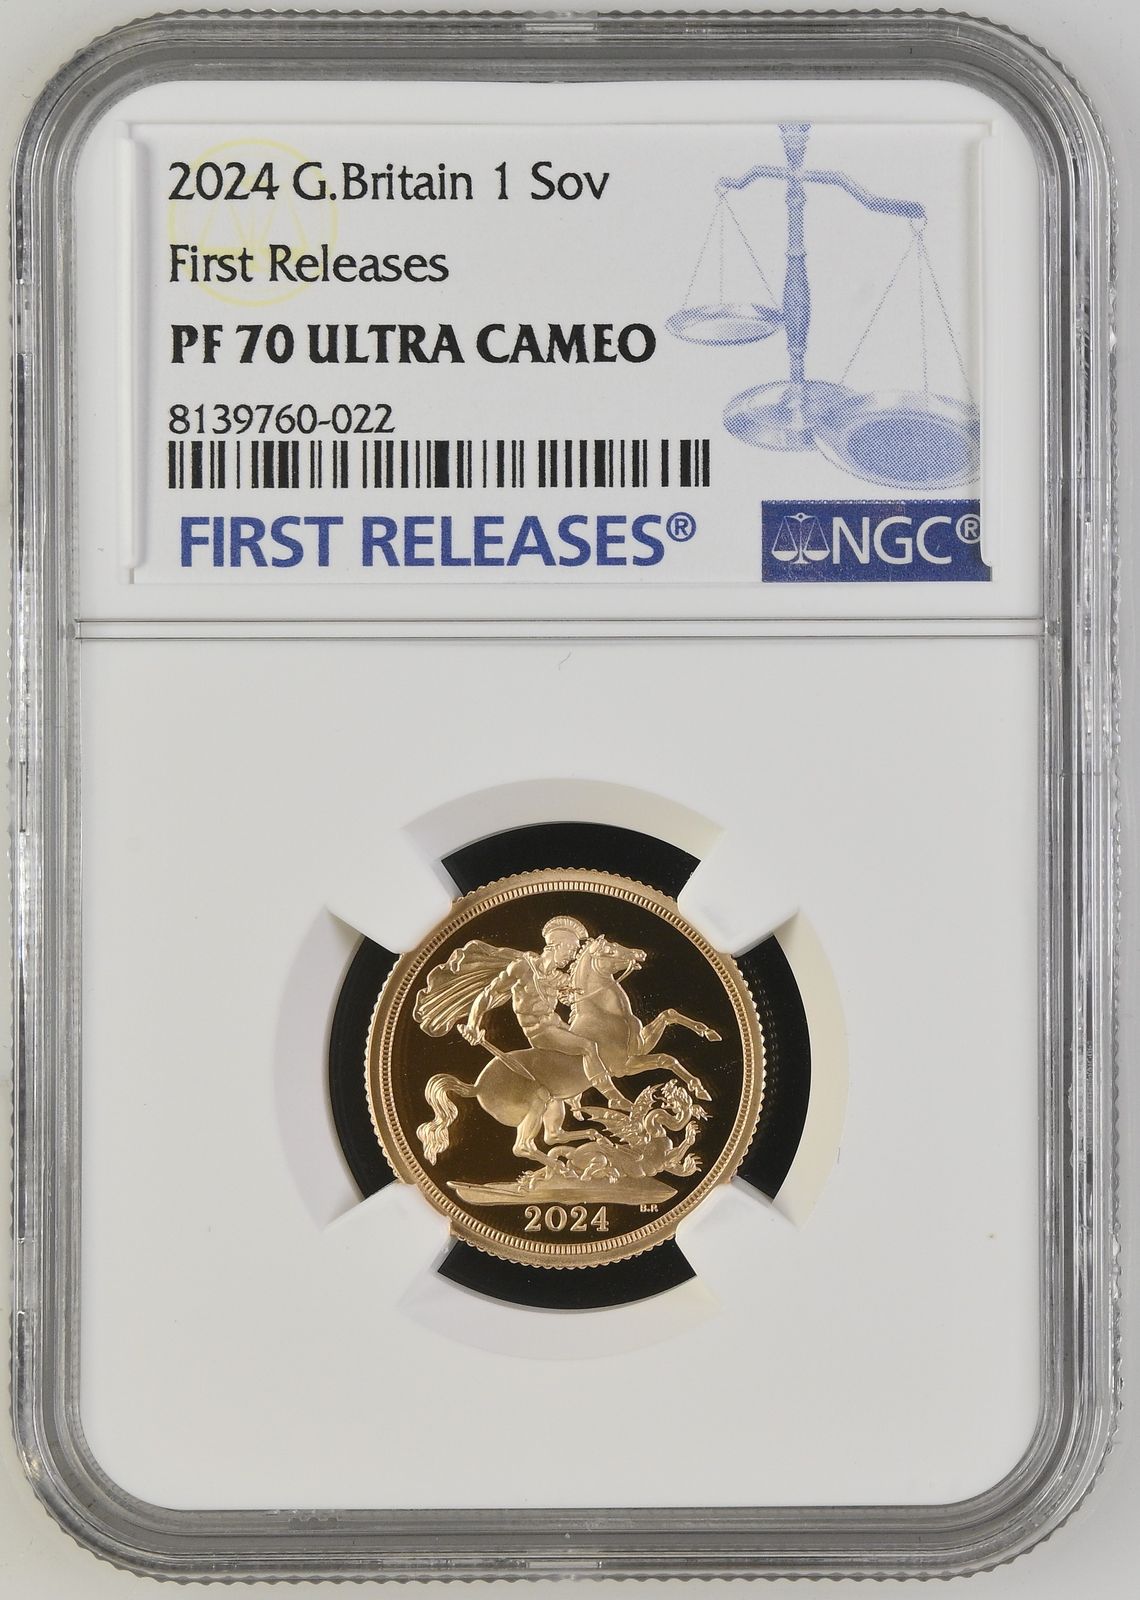 2024 G.Britain 1 Sov
First Releases
PF 70 ULTRA CAMEO
8139760-022
FIRST RELEASES®
NGC®
2024
B.P.